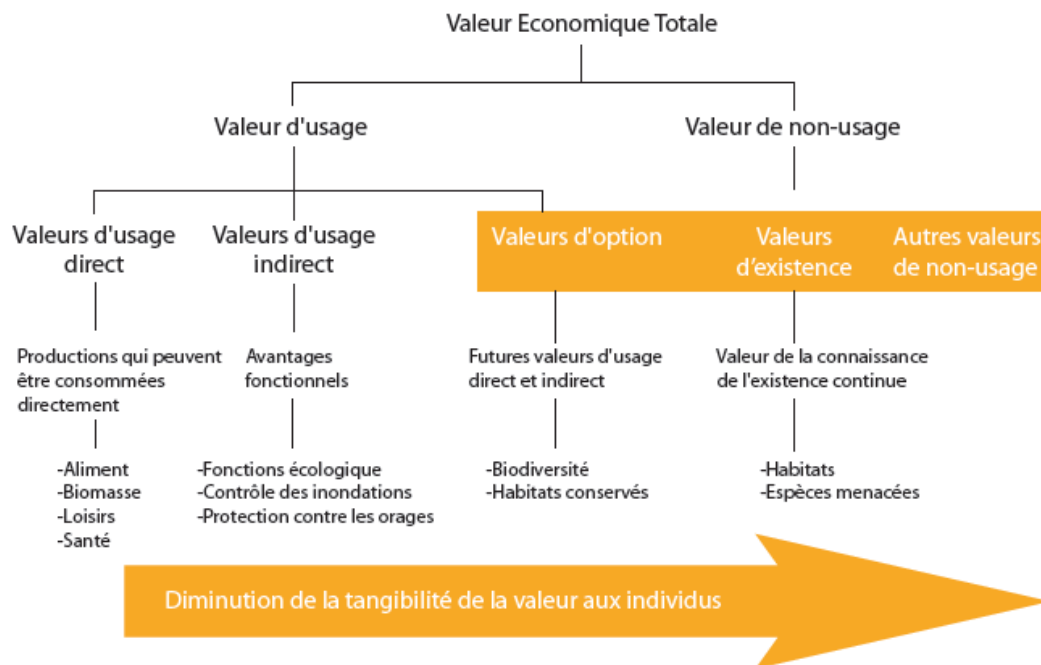 Valeur Economique Totale
Valeur d'usage
Valeur de non-usage
Valeurs d'usage
direct
Valeurs d'usage
indirect
Valeurs d'option
Valeurs
d'existence
Autres valeurs
de non-usage
Productions qui peuvent
être consommées
directement
Avantages
fonctionnels
Futures valeurs d'usage
direct et indirect
Valeur de la connaissance
de l'existence continue
-Aliment
-Biomasse
-Loisirs
-Santé
-Fonctions écologique
-Contrôle des inondations
-Protection contre les orages
-Biodiversité
-Habitats conservés
-Habitats
-Espèces menacées
Diminution de la tangibilité de la valeur aux individus